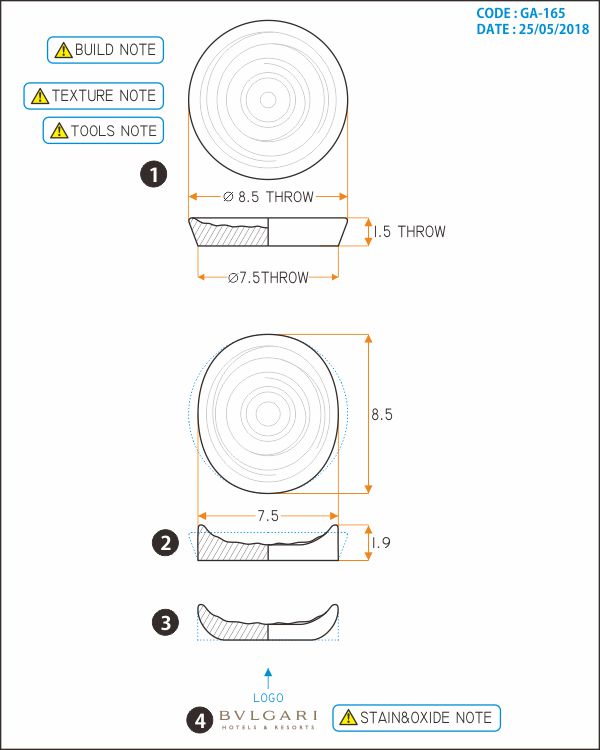 CODE : GA-165
DATE : 25/05/2018
BUILD NOTE
TEXTURE NOTE
TOOLS NOTE
1
Ø 8.5 THROW
1.5 THROW
Ø7.5THROW
8.5
7.5
2
1.9
3
LOGO
4
BVLGARI
HOTELS & RESORTS
STAIN&OXIDE NOTE